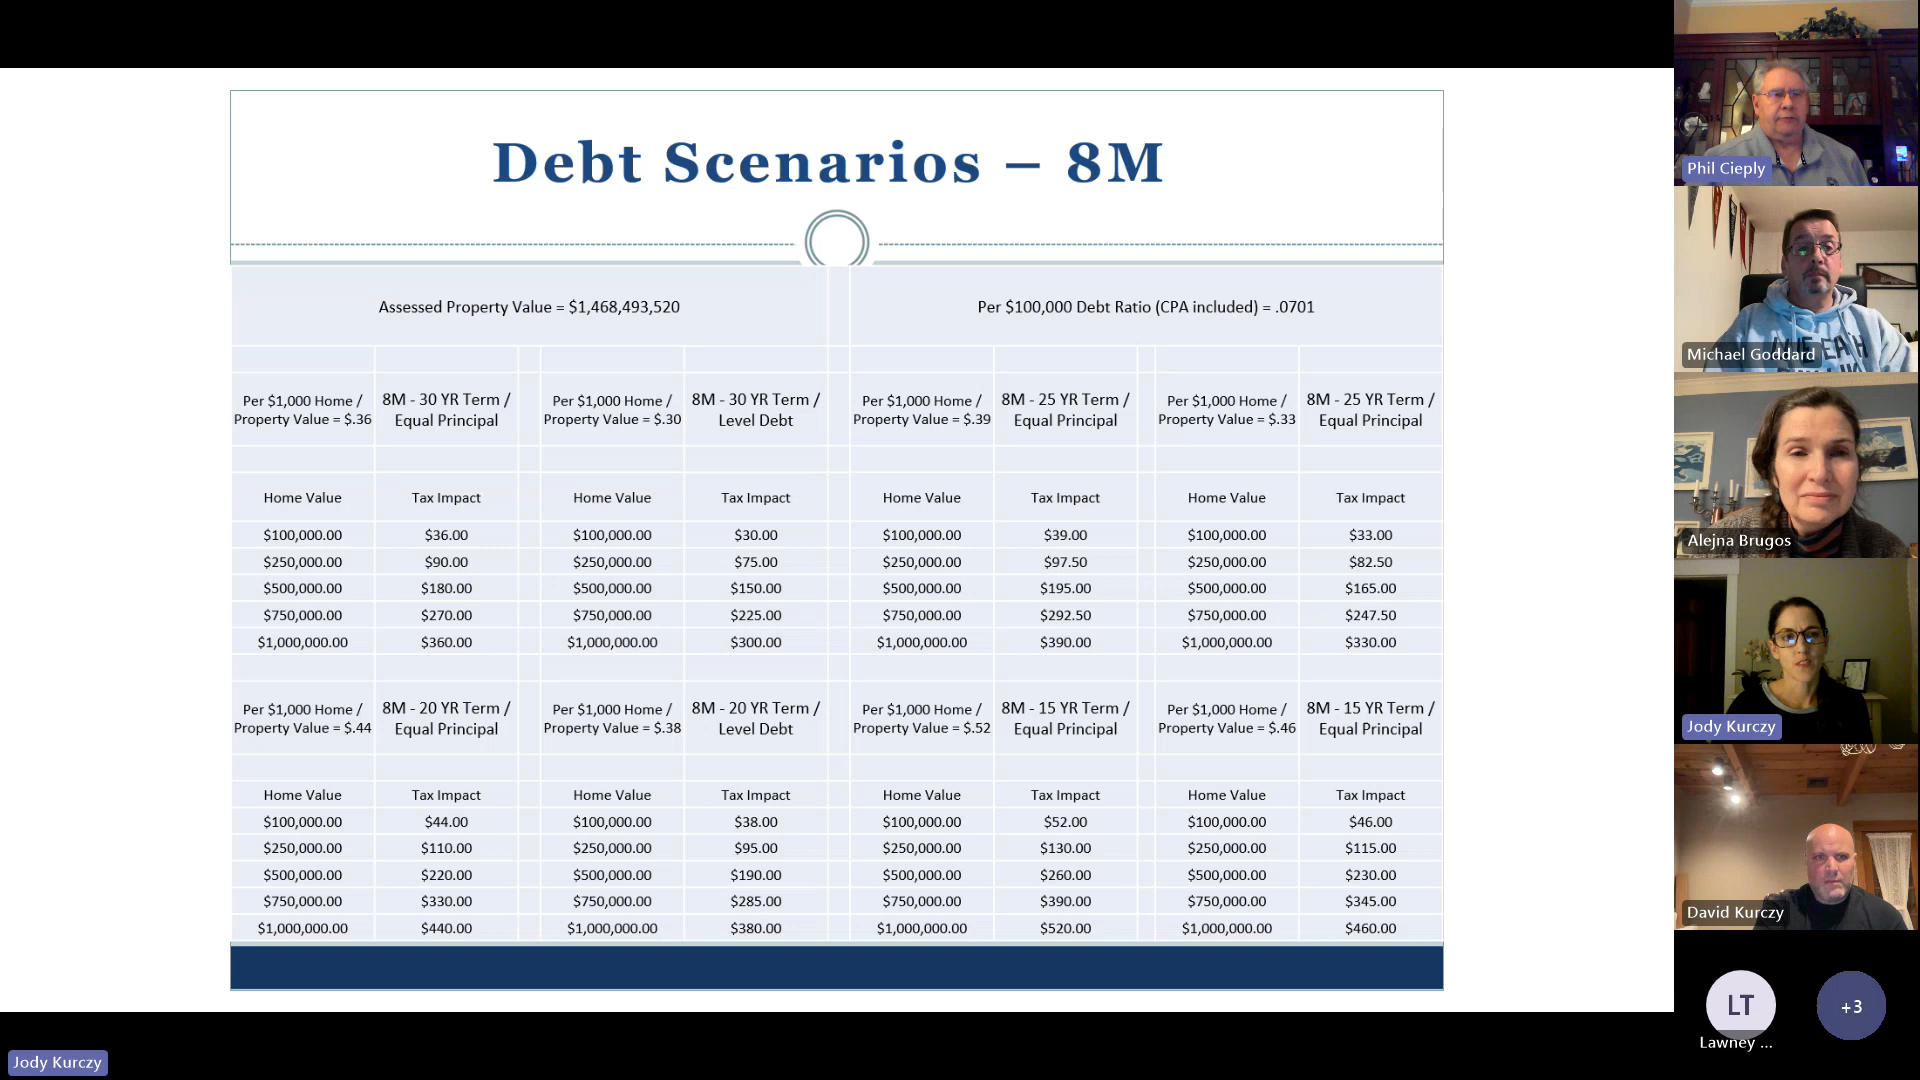 Debt Scenarios – 8M
Assessed Property Value = $1,468,493,520 Per $100,000 Debt Ratio (CPA included) = .0701
Per $1,000 Home / Property Value = $.36 8M - 30 YR Term / Equal Principal Per $1,000 Home / Property Value = $.30 8M - 30 YR Term / Level Debt Per $1,000 Home / Property Value = $.39 8M - 25 YR Term / Equal Principal Per $1,000 Home / Property Value = $.33 8M - 25 YR Term / Equal Principal
Home Value Tax Impact Home Value Tax Impact Home Value Tax Impact Home Value Tax Impact
$100,000.00 $36.00 $100,000.00 $30.00 $100,000.00 $39.00 $100,000.00 $33.00
$250,000.00 $90.00 $250,000.00 $75.00 $250,000.00 $97.50 $250,000.00 $82.50
$500,000.00 $180.00 $500,000.00 $150.00 $500,000.00 $195.00 $500,000.00 $165.00
$750,000.00 $270.00 $750,000.00 $225.00 $750,000.00 $292.50 $750,000.00 $247.50
$1,000,000.00 $360.00 $1,000,000.00 $300.00 $1,000,000.00 $390.00 $1,000,000.00 $330.00
Per $1,000 Home / Property Value = $.44 8M - 20 YR Term / Equal Principal Per $1,000 Home / Property Value = $.38 8M - 20 YR Term / Level Debt Per $1,000 Home / Property Value = $.52 8M - 15 YR Term / Equal Principal Per $1,000 Home / Property Value = $.46 8M - 15 YR Term / Equal Principal
Home Value Tax Impact Home Value Tax Impact Home Value Tax Impact Home Value Tax Impact
$100,000.00 $44.00 $100,000.00 $38.00 $100,000.00 $52.00 $100,000.00 $46.00
$250,000.00 $110.00 $250,000.00 $95.00 $250,000.00 $130.00 $250,000.00 $115.00
$500,000.00 $220.00 $500,000.00 $190.00 $500,000.00 $260.00 $500,000.00 $230.00
$750,000.00 $330.00 $750,000.00 $285.00 $750,000.00 $390.00 $750,000.00 $345.00
$1,000,000.00 $440.00 $1,000,000.00 $380.00 $1,000,000.00 $520.00 $1,000,000.00 $460.00
Phil Cieply
Michael Goddard
Alejna Brugos
Jody Kurczy
David Kurczy
LT +3
Lawney ...
Jody Kurczy